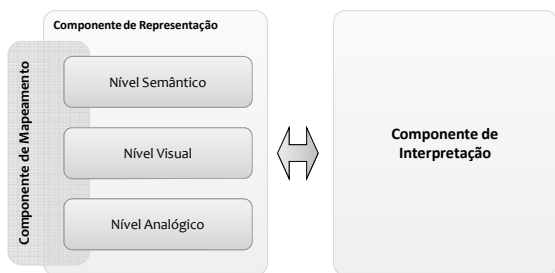 Componente de Representação
Componente de Mapeamento
Nível Semântico
Nível Visual
Nível Analógico
Componente de
Interpretação